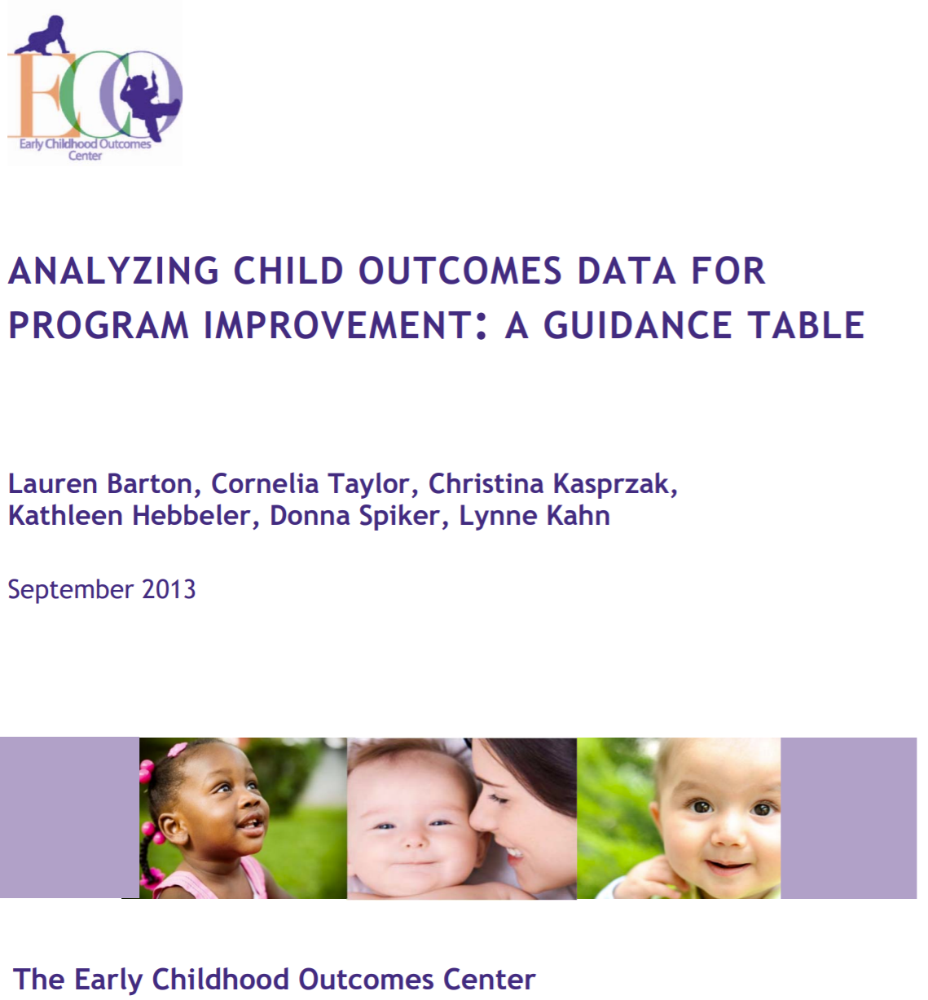 ECO
Early Childhood Outcomes
Center
ANALYZING CHILD OUTCOMES DATA FOR
PROGRAM IMPROVEMENT: A GUIDANCE TABLE
Lauren Barton, Cornelia Taylor, Christina Kasprzak,
Kathleen Hebbeler, Donna Spiker, Lynne Kahn
September 2013
The Early Childhood Outcomes Center